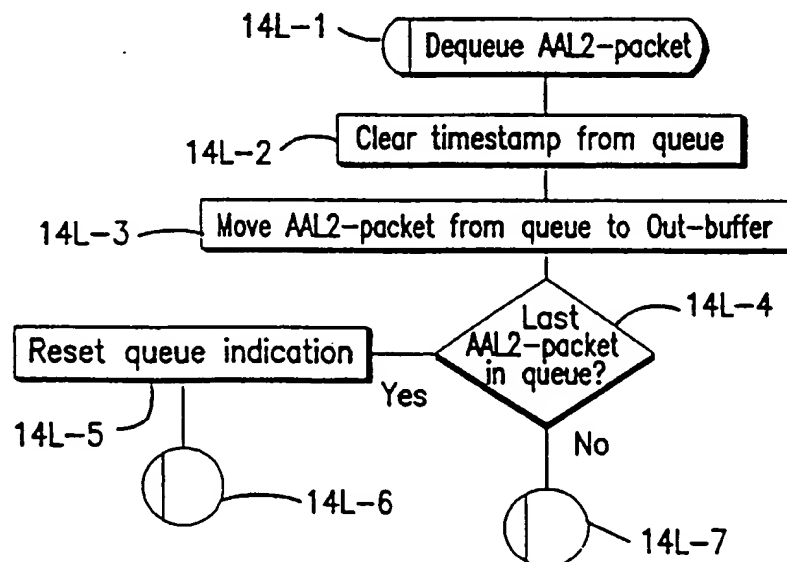 14L-1
Dequeue AAL2-packet
14L-2
Clear timestamp from queue
14L-3
Move AAL2-packet from queue to Out-buffer
14L-4
Last
AAL2-packet
in queue?
Reset queue indication
Yes
14L-5
No
14L-6
14L-7